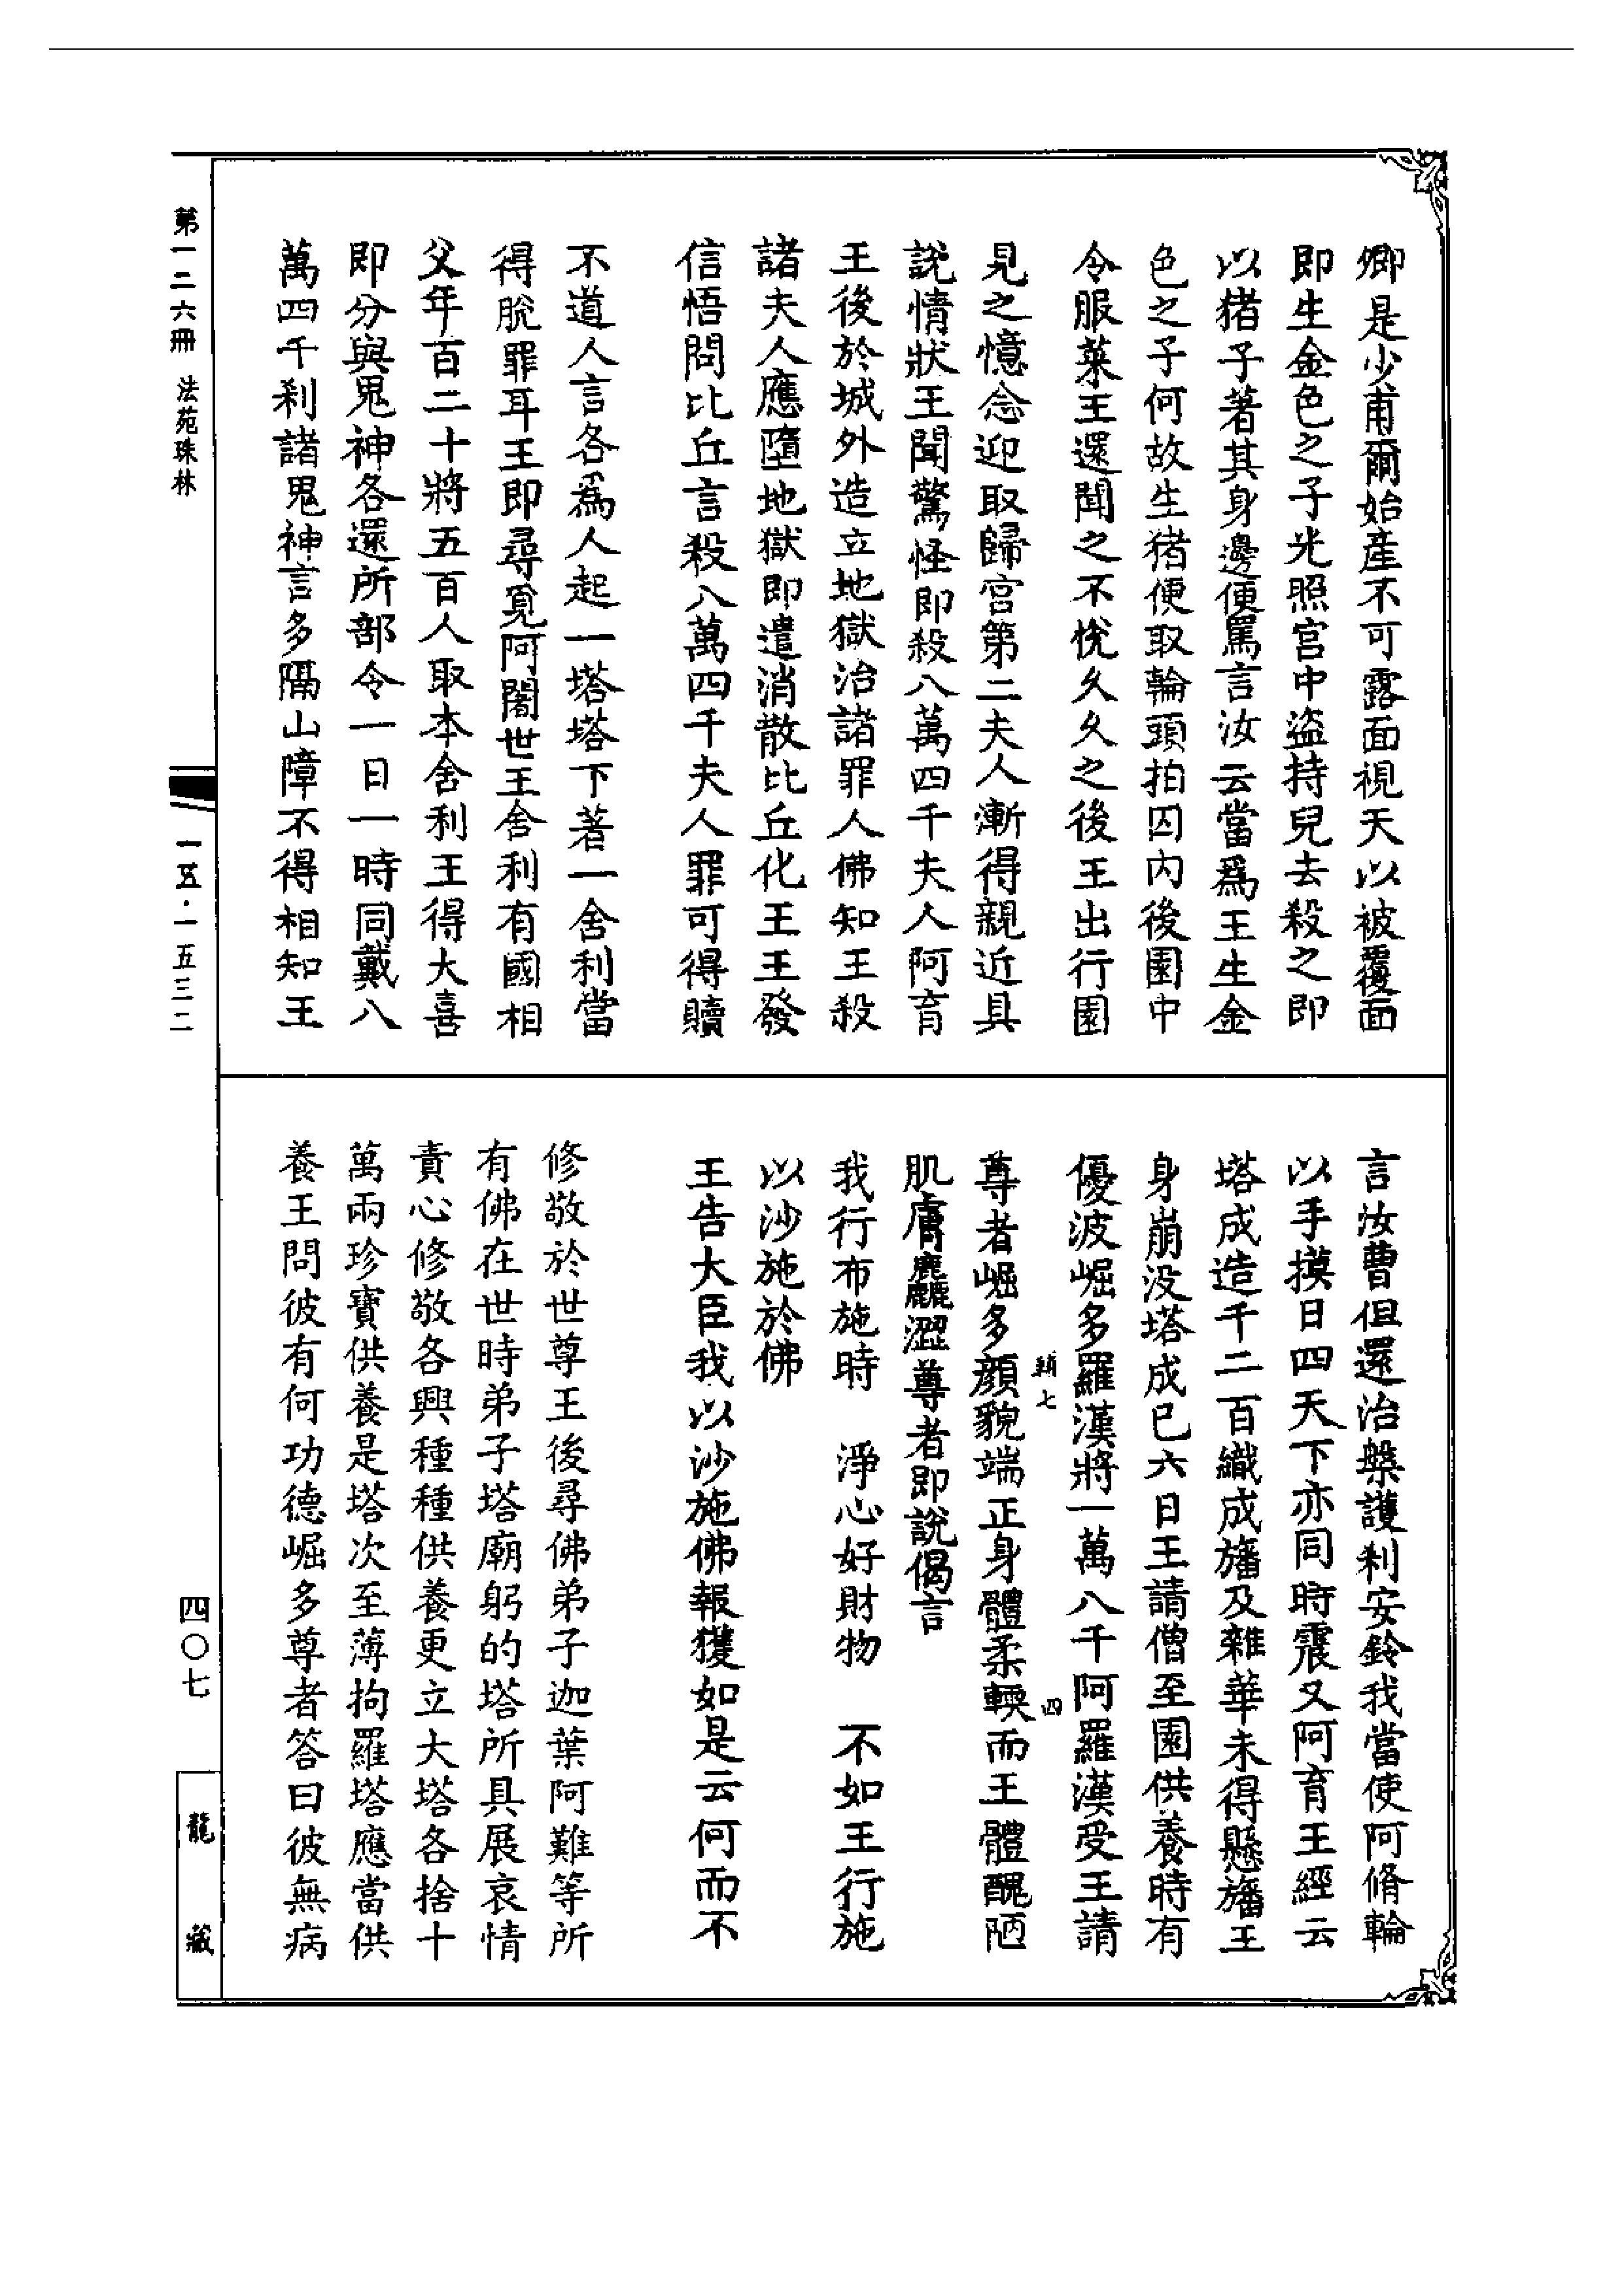 卿是少甫爾始產不可露面視天以被覆面
即生金色之子光照宮中盜持兒去殺之即
以猪子著其身邊便罵言汝云當為王生金
色之子何故生猪便取輪頭拍囚內後園中
令服菜王還聞之不悅久久之後王出行園
見之憶念迎取歸宮第二夫人漸得親近具
說情狀王聞驚怪即殺八萬四千夫人阿育
王後於城外造立地獄治諸罪人佛知王殺
諸夫人應墮地獄即遣消散比丘化王王發
信悟問比丘言殺八萬四千夫人罪可得贖
不道人言各為人起一塔塔下著一舍利當
得脫罪耳王即尋覓阿闍世王舍利有國相
父年百二十將五百人取本舍利王得大喜
即分與鬼神各還所部令一日一時同戴八
萬四千剎諸鬼神言多隔山障不得相知王
言汝曹但還治槃護剎安鈴我當使阿脩輪
以手摸日四天下亦同時震又阿育王經云
塔成造千二百織成旛及雜華未得懸旛王
身崩沒塔成已六日王請僧至園供養時有
優波崛多羅漢將一萬八千阿羅漢受王請
尊者崛多顏貌端正身體柔輭而王體醜陋
肌膚麤澀尊者即說偈言
我行布施時　淨心好財物　不如王行施
以沙施於佛
王告大臣我以沙施佛報獲如是云何而不
修敬於世尊王後尋佛弟子迦葉阿難等所
有佛在世時弟子塔廟躬的塔所具展哀情
責心修敬各興種種供養更立大塔各捨十
萬兩珍寶供養是塔次至薄拘羅塔應當供
養王問彼有何功德崛多尊者答曰彼無病
七
四
第一二六冊　法苑珠林
一五·一五三二
四〇七
龍藏